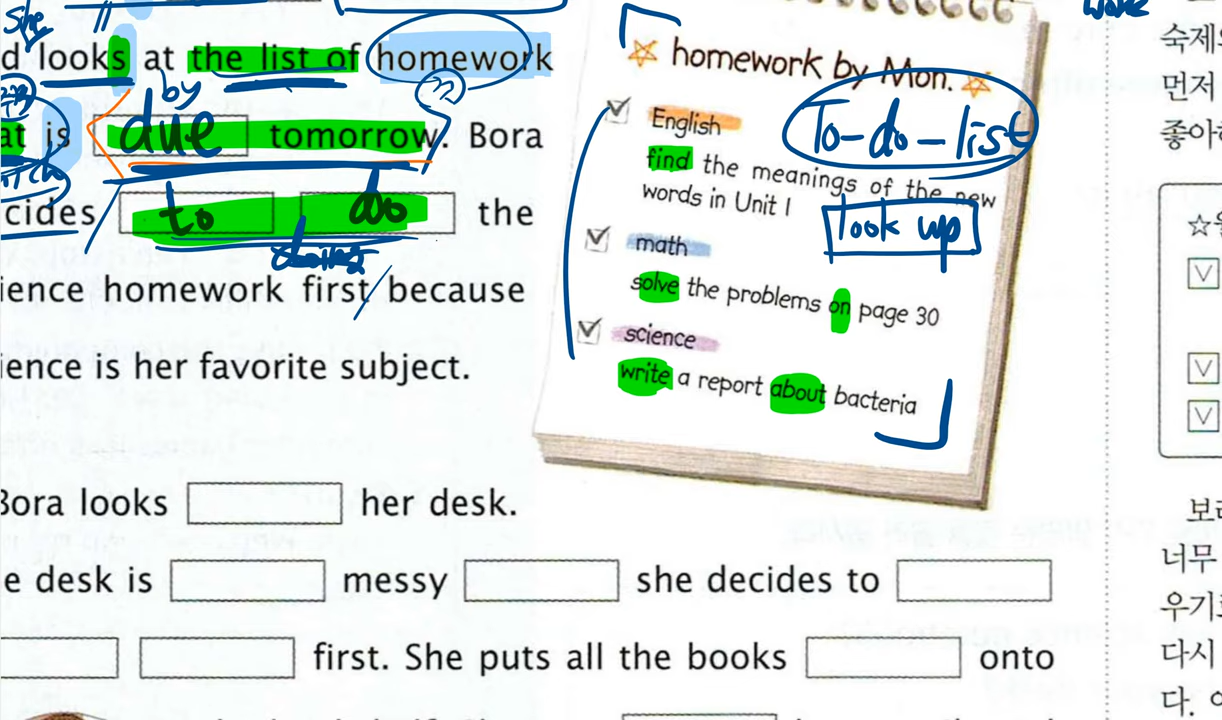 she
d looks at the list of homework
by
at is due tomorrow. Bora
cides to do the
ience homework first because
ience is her favorite subject.
Bora looks her desk.
e desk is messy she decides to
first. She puts all the books onto
homework by Mon.
To-do-list
English
find the meanings of the new
words in Unit 1
look up
math
solve the problems on page 30
science
write a report about bacteria
숙제
먼저
좋아
보
너무
우기
다시
다.